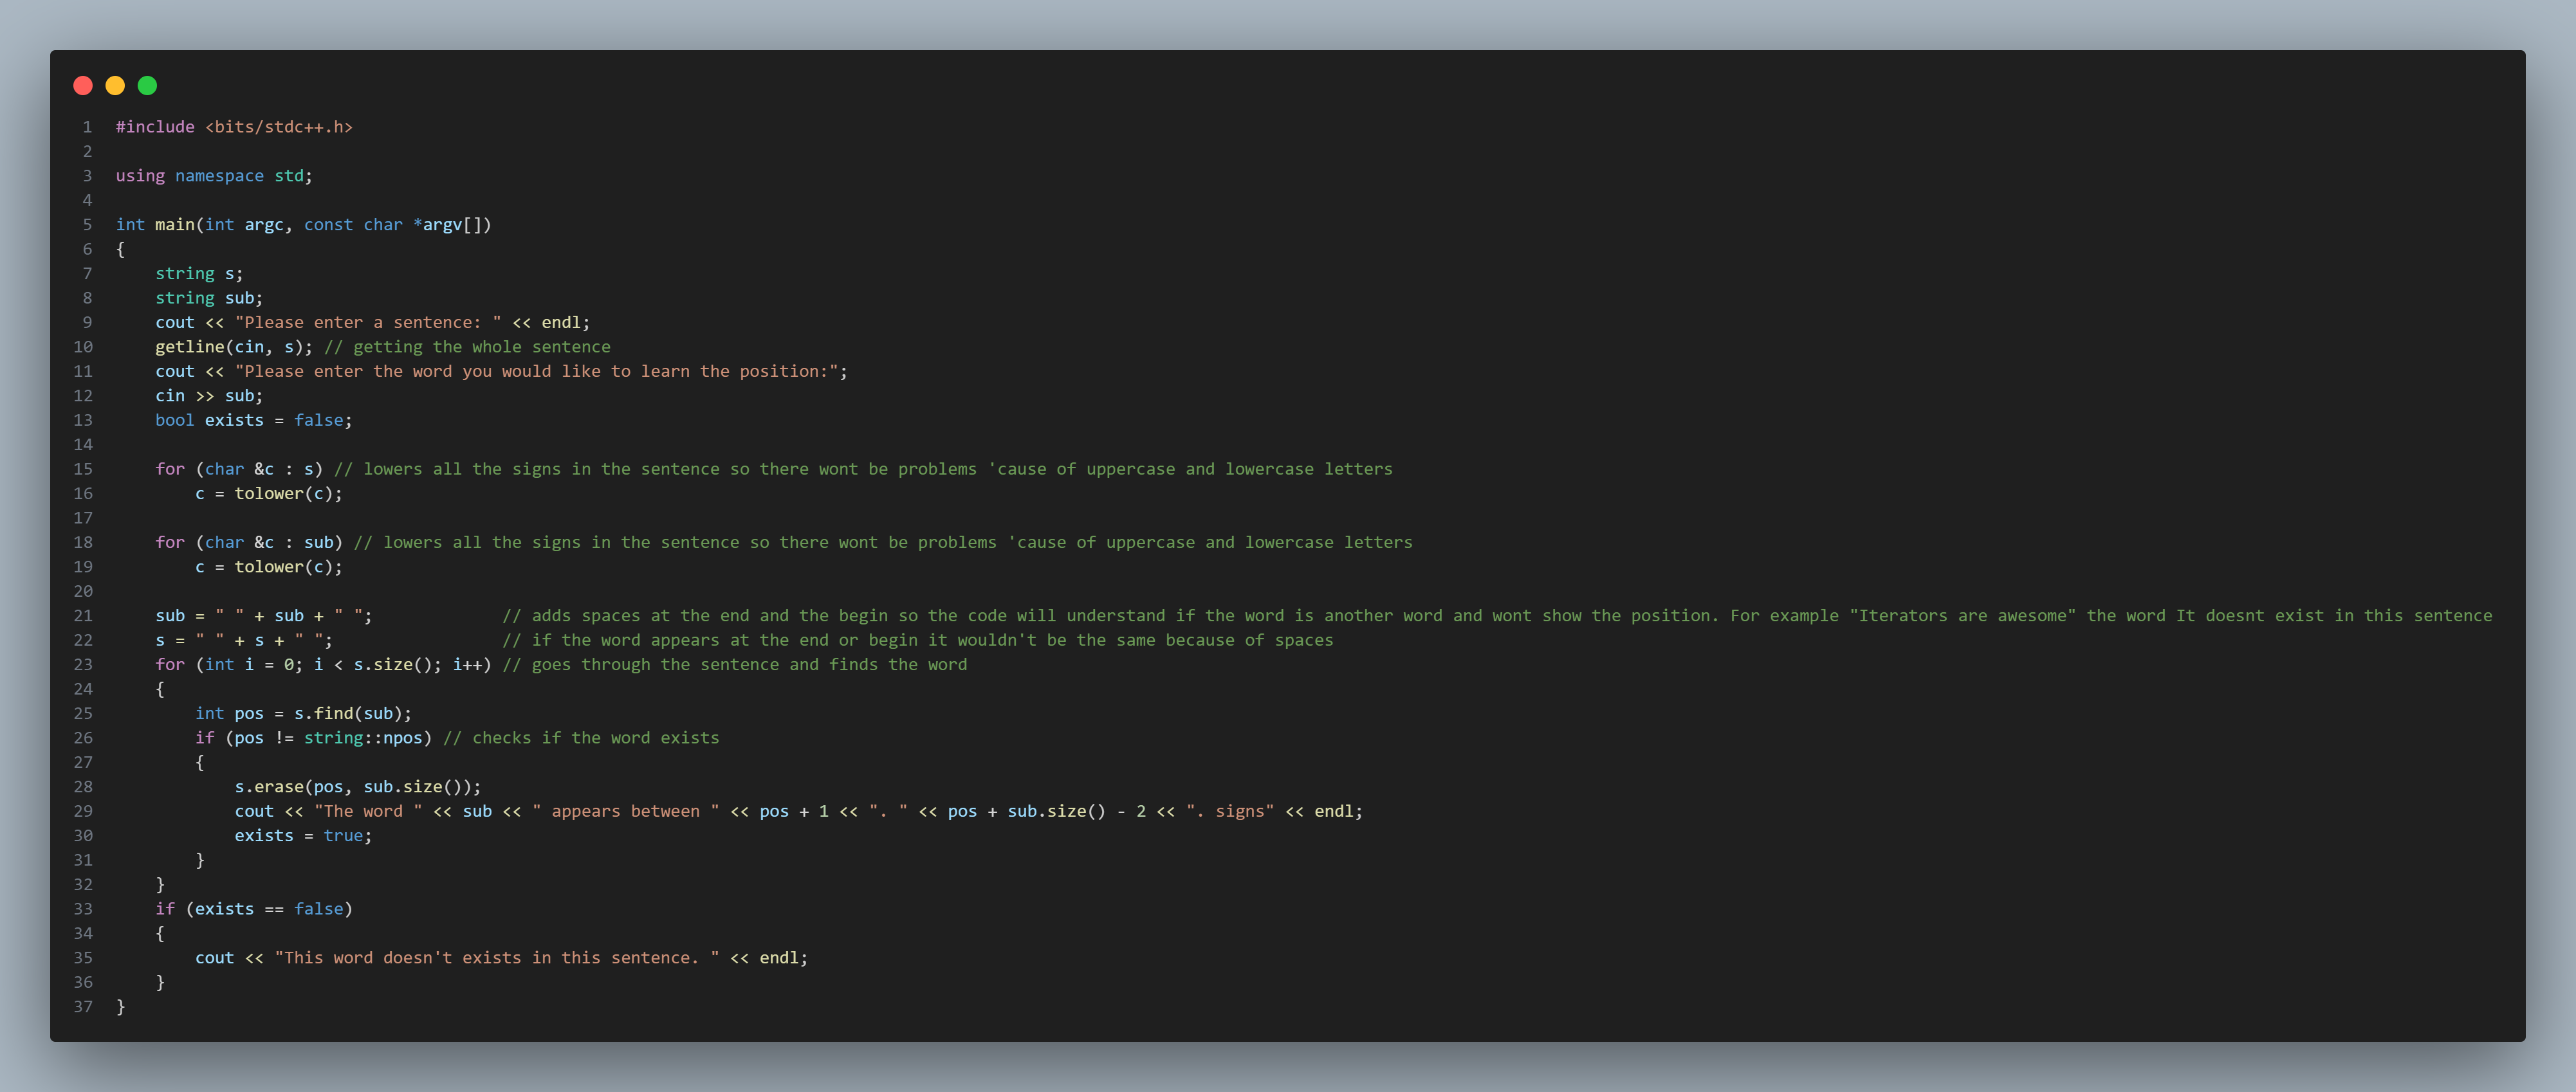 1 #include <bits/stdc++.h>
2
3 using namespace std;
4
5 int main(int argc, const char *argv[])
6 {
7     string s;
8     string sub;
9     cout << "Please enter a sentence: " << endl;
10     getline(cin, s); // getting the whole sentence
11     cout << "Please enter the word you would like to learn the position:";
12     cin >> sub;
13     bool exists = false;
14
15     for (char &c : s) // lowers all the signs in the sentence so there wont be problems 'cause of uppercase and lowercase letters
16         c = tolower(c);
17
18     for (char &c : sub) // lowers all the signs in the sentence so there wont be problems 'cause of uppercase and lowercase letters
19         c = tolower(c);
20
21     sub = " " + sub + " ";             // adds spaces at the end and the begin so the code will understand if the word is another word and wont show the position. For example "Iterators are awesome" the word It doesnt exist in this sentence
22     s = " " + s + " ";                 // if the word appears at the end or begin it wouldn't be the same because of spaces
23     for (int i = 0; i < s.size(); i++) // goes through the sentence and finds the word
24     {
25         int pos = s.find(sub);
26         if (pos != string::npos) // checks if the word exists
27         {
28             s.erase(pos, sub.size());
29             cout << "The word " << sub << " appears between " << pos + 1 << ". " << pos + sub.size() - 2 << ". signs" << endl;
30             exists = true;
31         }
32     }
33     if (exists == false)
34     {
35         cout << "This word doesn't exists in this sentence. " << endl;
36     }
37 }